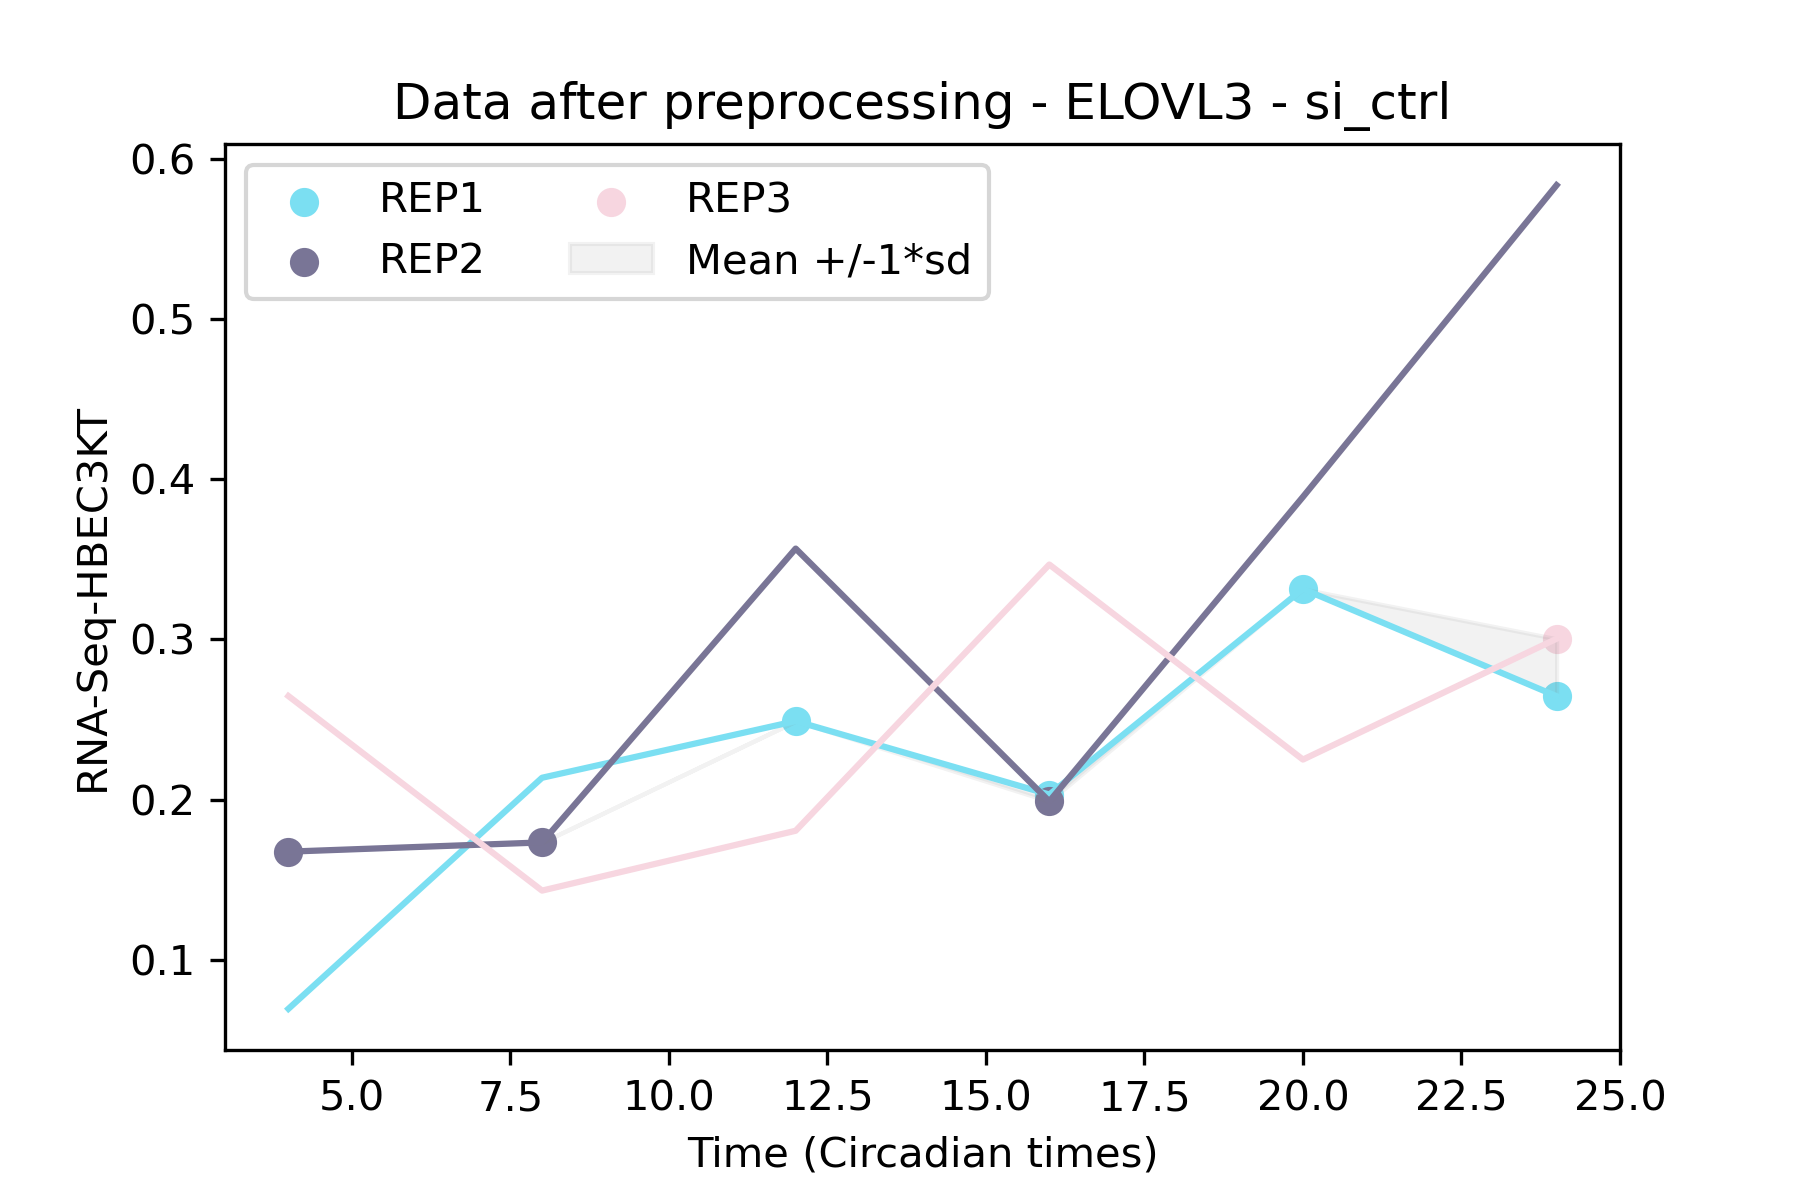 Data after preprocessing - ELOVL3 - si_ctrl
REP1
REP2
REP3
Mean +/-1*sd
RNA-Seq-HBEC3KT
0.6
0.5
0.4
0.3
0.2
0.1
5.0 7.5 10.0 12.5 15.0 17.5 20.0 22.5 25.0
Time (Circadian times)